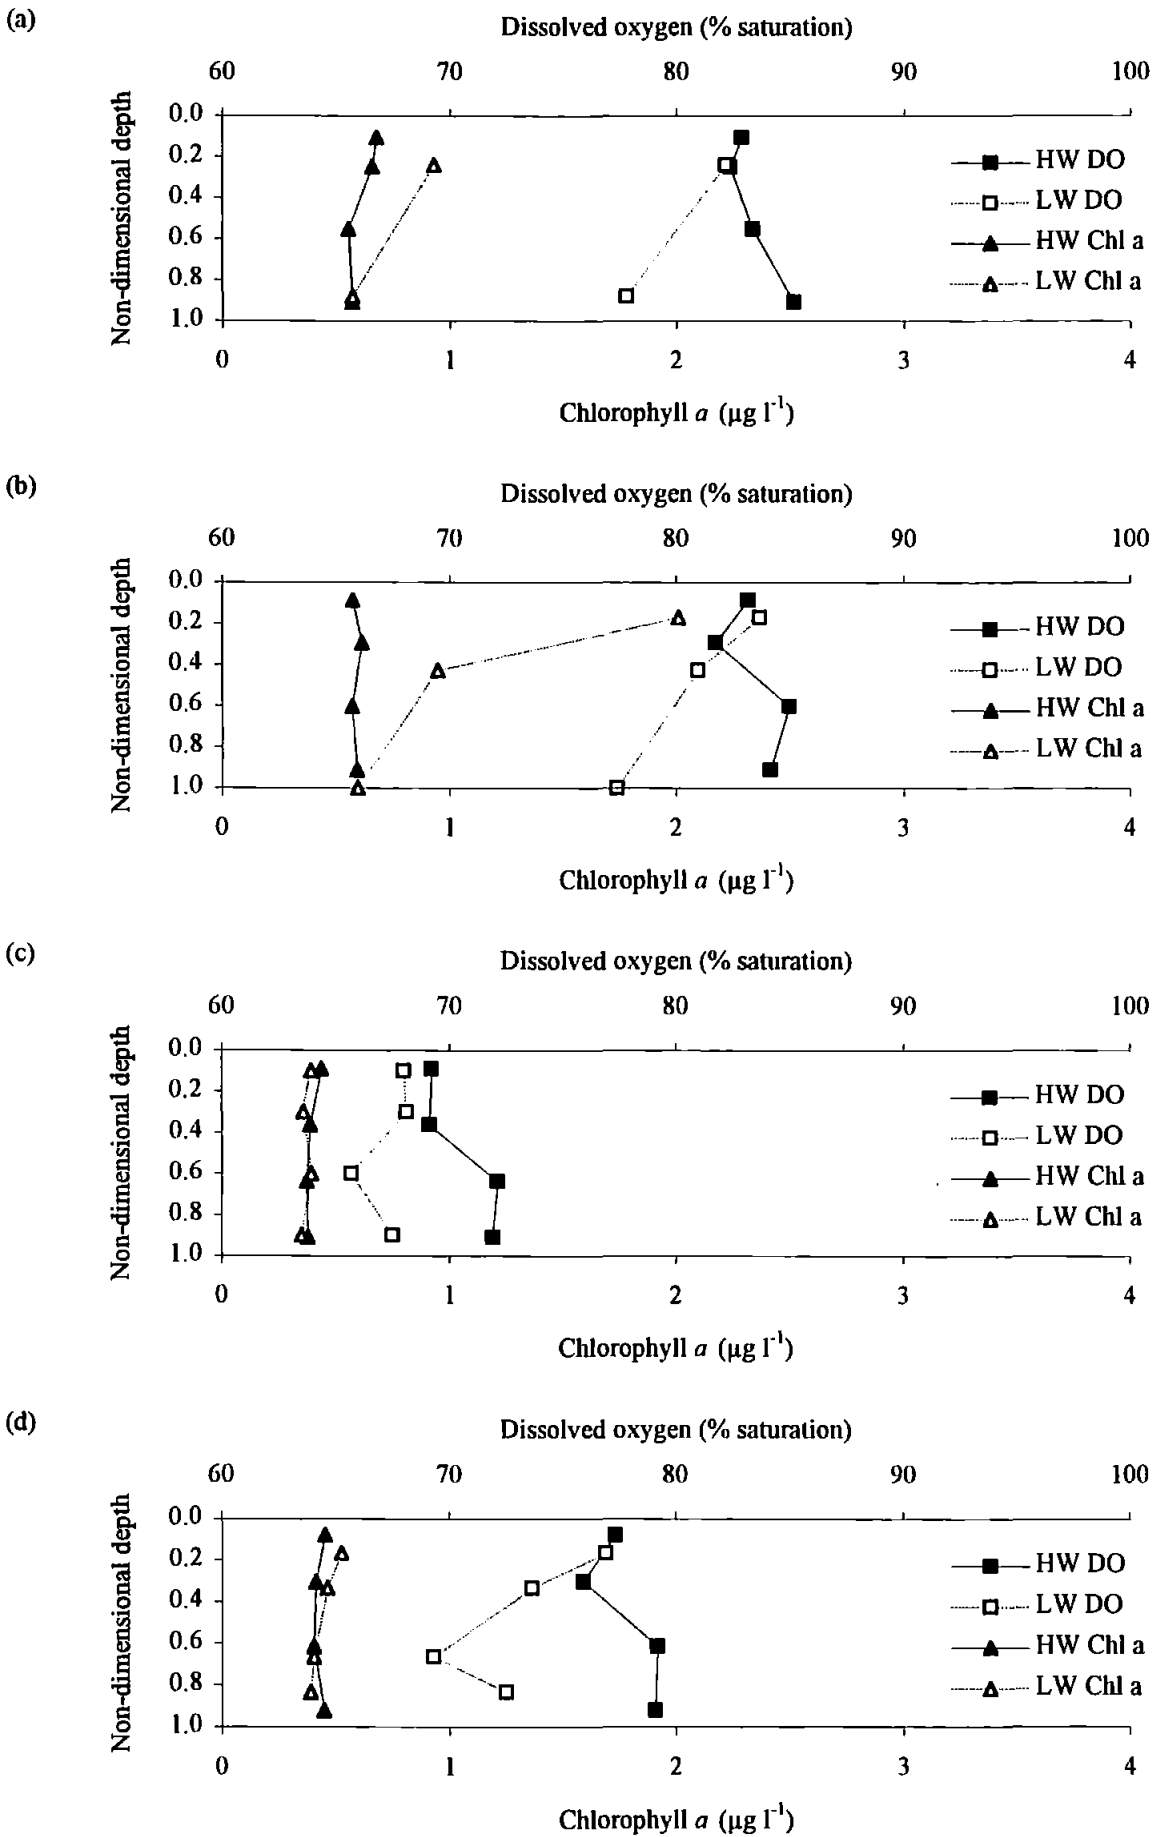 (a)
Dissolved oxygen (% saturation)
60 70 80 90 100
Non-dimensional depth
0.0
0.2
0.4
0.6
0.8
1.0
HW DO
LW DO
HW Chl a
LW Chl a
0 1 2 3 4
Chlorophyll a (µg l⁻¹)
(b)
Dissolved oxygen (% saturation)
60 70 80 90 100
Non-dimensional depth
0.0
0.2
0.4
0.6
0.8
1.0
HW DO
LW DO
HW Chl a
LW Chl a
0 1 2 3 4
Chlorophyll a (µg l⁻¹)
(c)
Dissolved oxygen (% saturation)
60 70 80 90 100
Non-dimensional depth
0.0
0.2
0.4
0.6
0.8
1.0
HW DO
LW DO
HW Chl a
LW Chl a
0 1 2 3 4
Chlorophyll a (µg l⁻¹)
(d)
Dissolved oxygen (% saturation)
60 70 80 90 100
Non-dimensional depth
0.0
0.2
0.4
0.6
0.8
1.0
HW DO
LW DO
HW Chl a
LW Chl a
0 1 2 3 4
Chlorophyll a (µg l⁻¹)